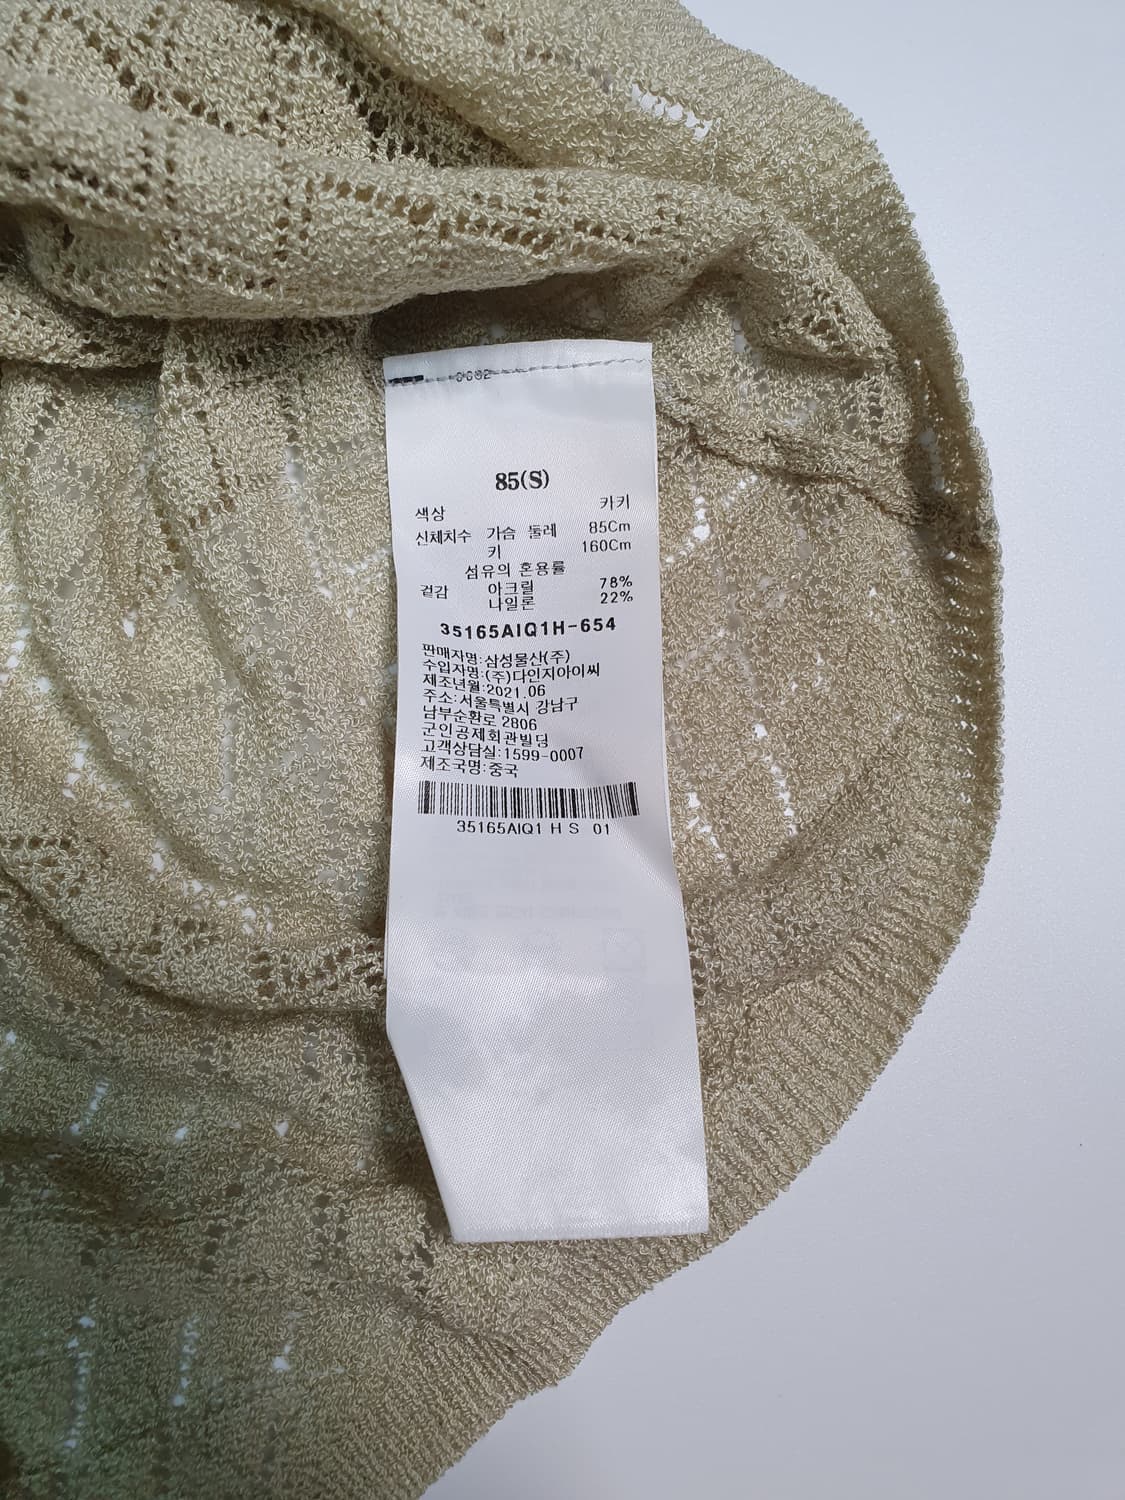 0602
85(S)
색상 카키
신체치수 가슴 둘레 85Cm
키 160Cm
섬유의 혼용률
겉감 아크릴 78%
나일론 22%
35165AIQ1H-654
판매자명:삼성물산(주)
수입자명:(주)다인지아이씨
제조년월:2021.06
주소:서울특별시 강남구
남부순환로 2806
군인공제회관빌딩
고객상담실:1599-0007
제조국명:중국
35165AIQ1 H S 01